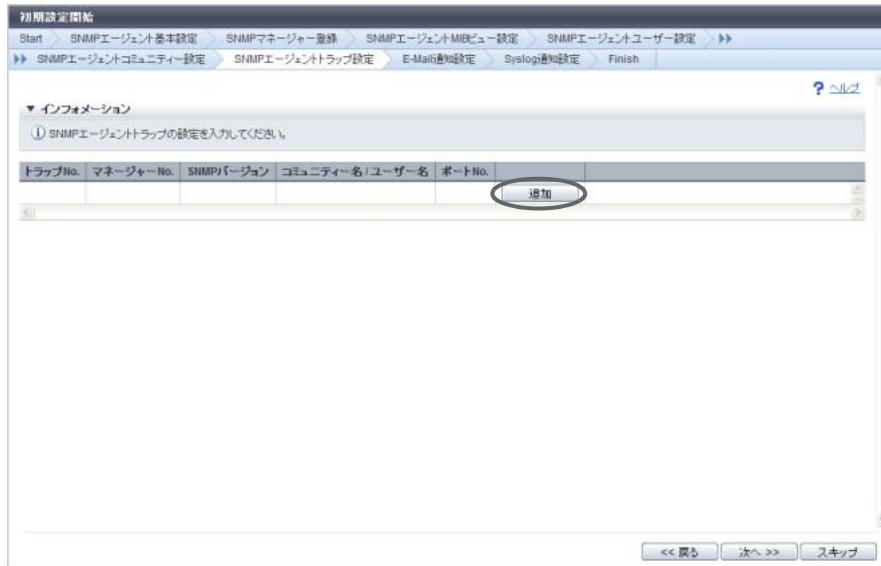 初期設定開始
Start SNMPエージェント基本設定 SNMPマネージャー登録 SNMPエージェントMIBビュー設定 SNMPエージェントユーザー設定
SNMPエージェントコミュニティー設定 SNMPエージェントトラップ設定 E-Mail通知設定 Syslog通知設定 Finish
? ヘルプ
▼ インフォメーション
SNMPエージェントトラップの設定を入力してください。
トラップNo. マネージャーNo. SNMPバージョン コミュニティー名 / ユーザー名 ポートNo.
追加
<< 戻る 次へ >> スキップ